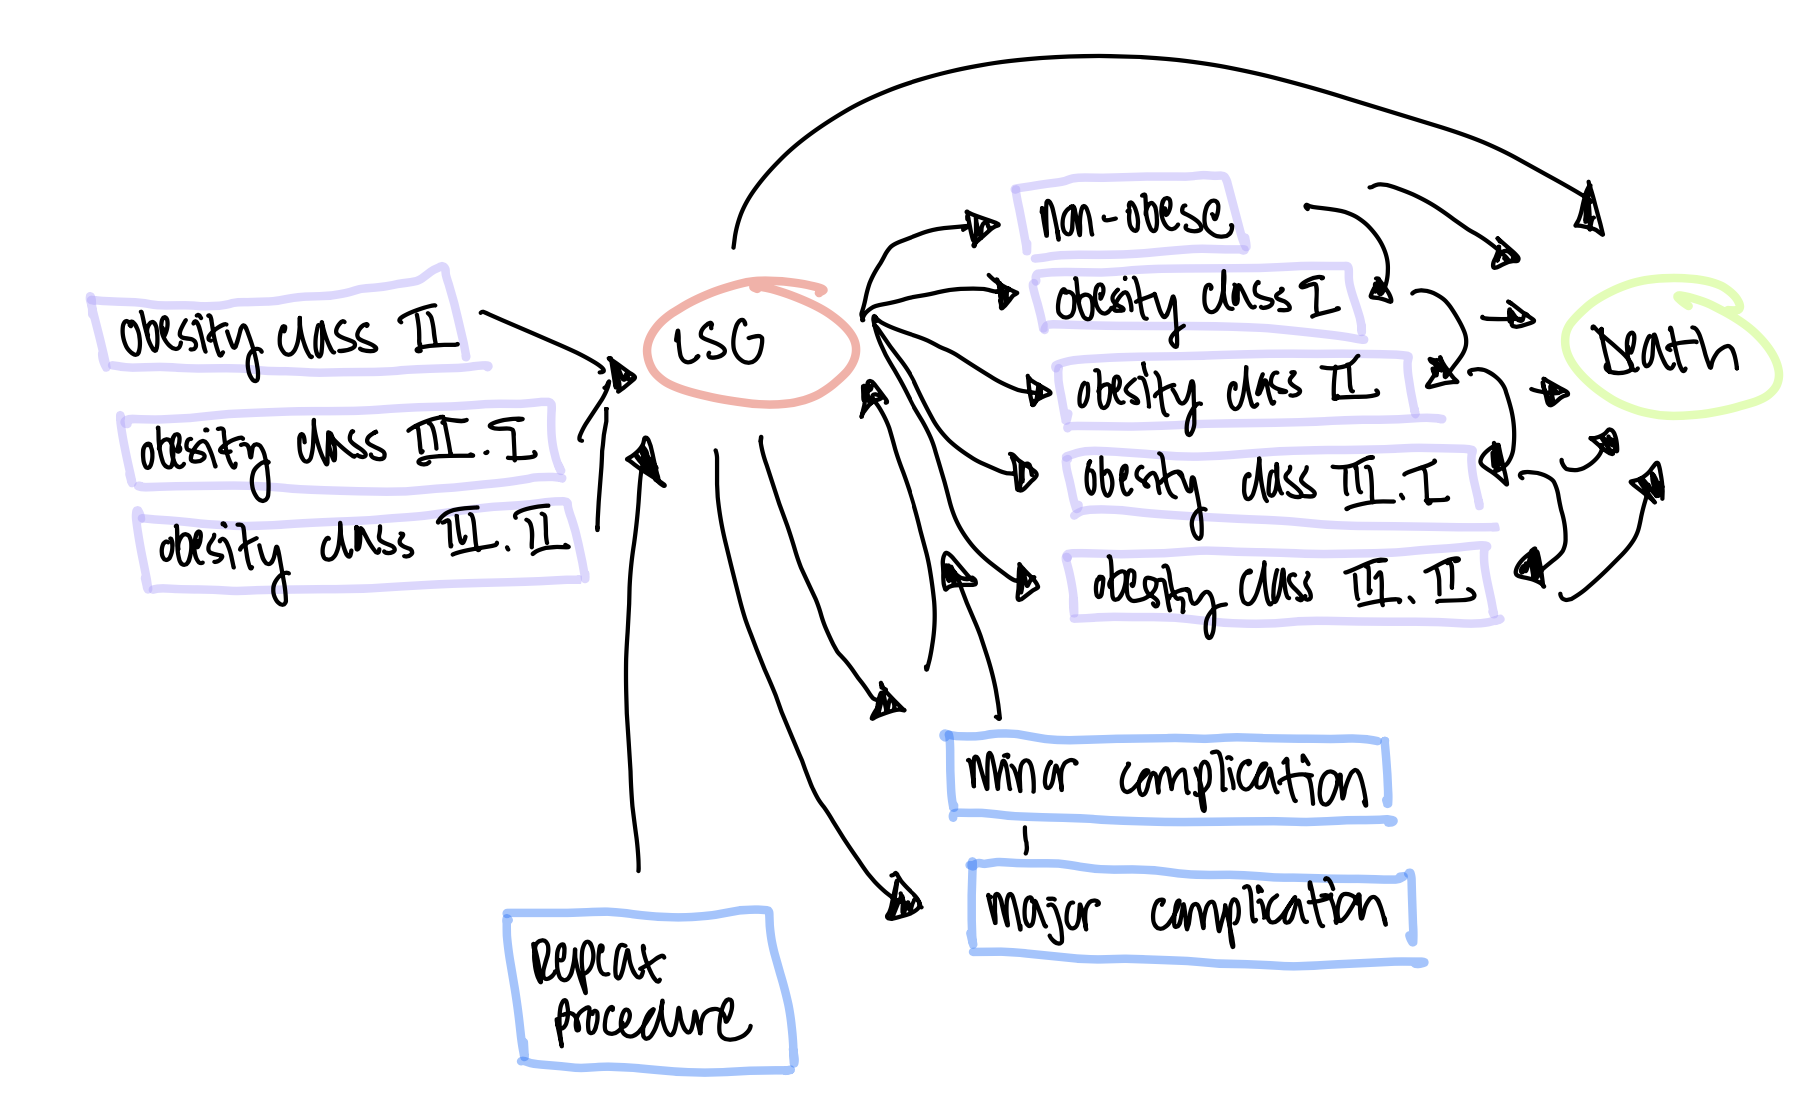 obesity class II
obesity class III.I
obesity class III.II
LSG
non-obese
obesity class I
obesity class II
obesity class III.I
obesity class III.II
Death
Minor complication
Major complication
Repeat
procedure